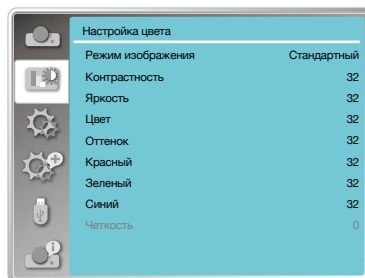 Настройка цвета
Режим изображения Стандартный
Контрастность 32
Яркость 32
Цвет 32
Оттенок 32
Красный 32
Зеленый 32
Синий 32
Четкость 0